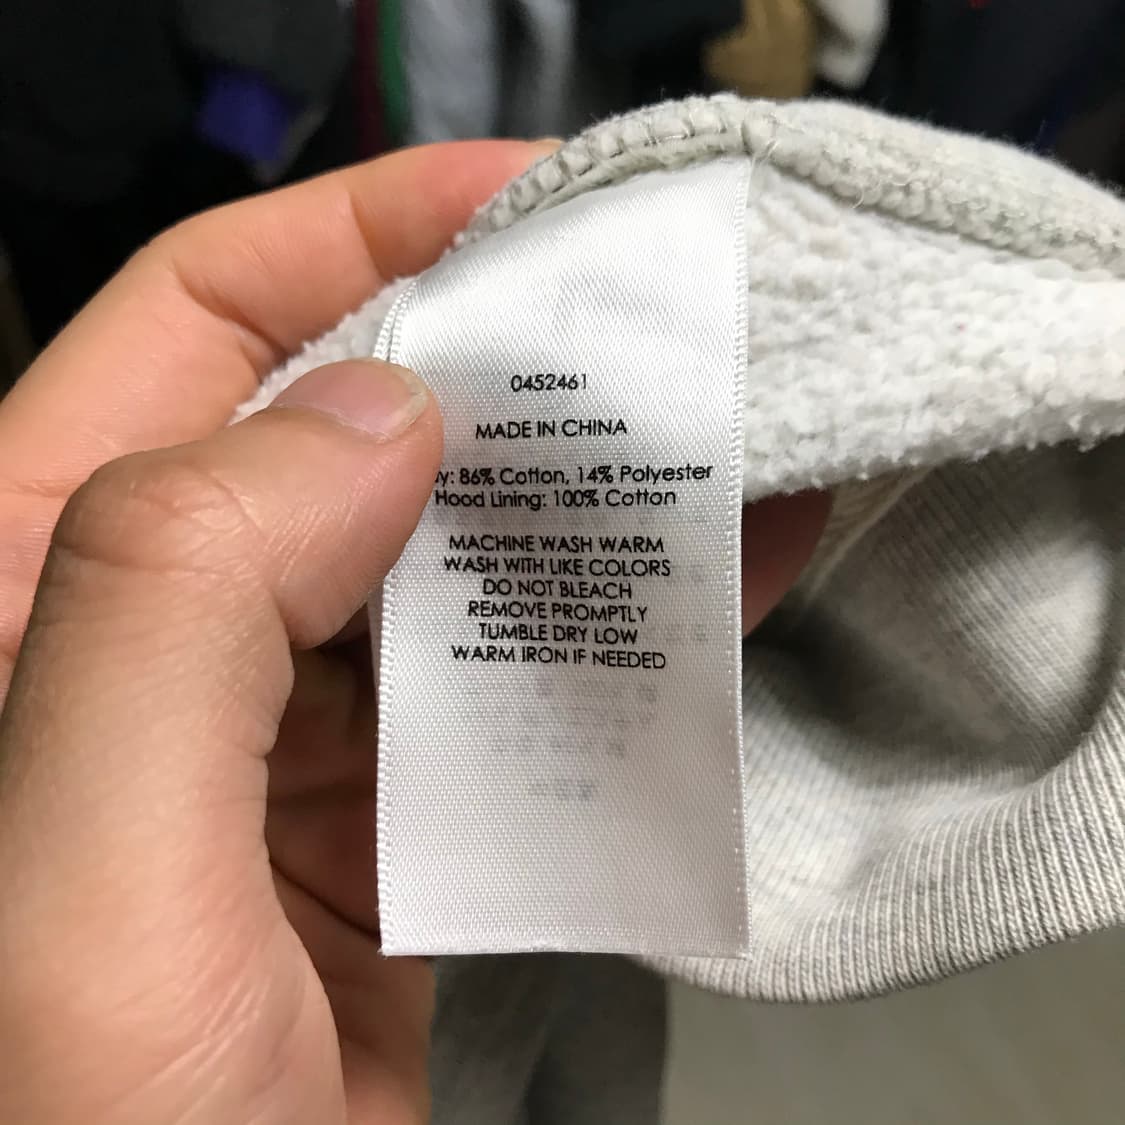 0452461
MADE IN CHINA
y: 86% Cotton, 14% Polyester
Hood Lining: 100% Cotton
MACHINE WASH WARM
WASH WITH LIKE COLORS
DO NOT BLEACH
REMOVE PROMPTLY
TUMBLE DRY LOW
WARM IRON IF NEEDED